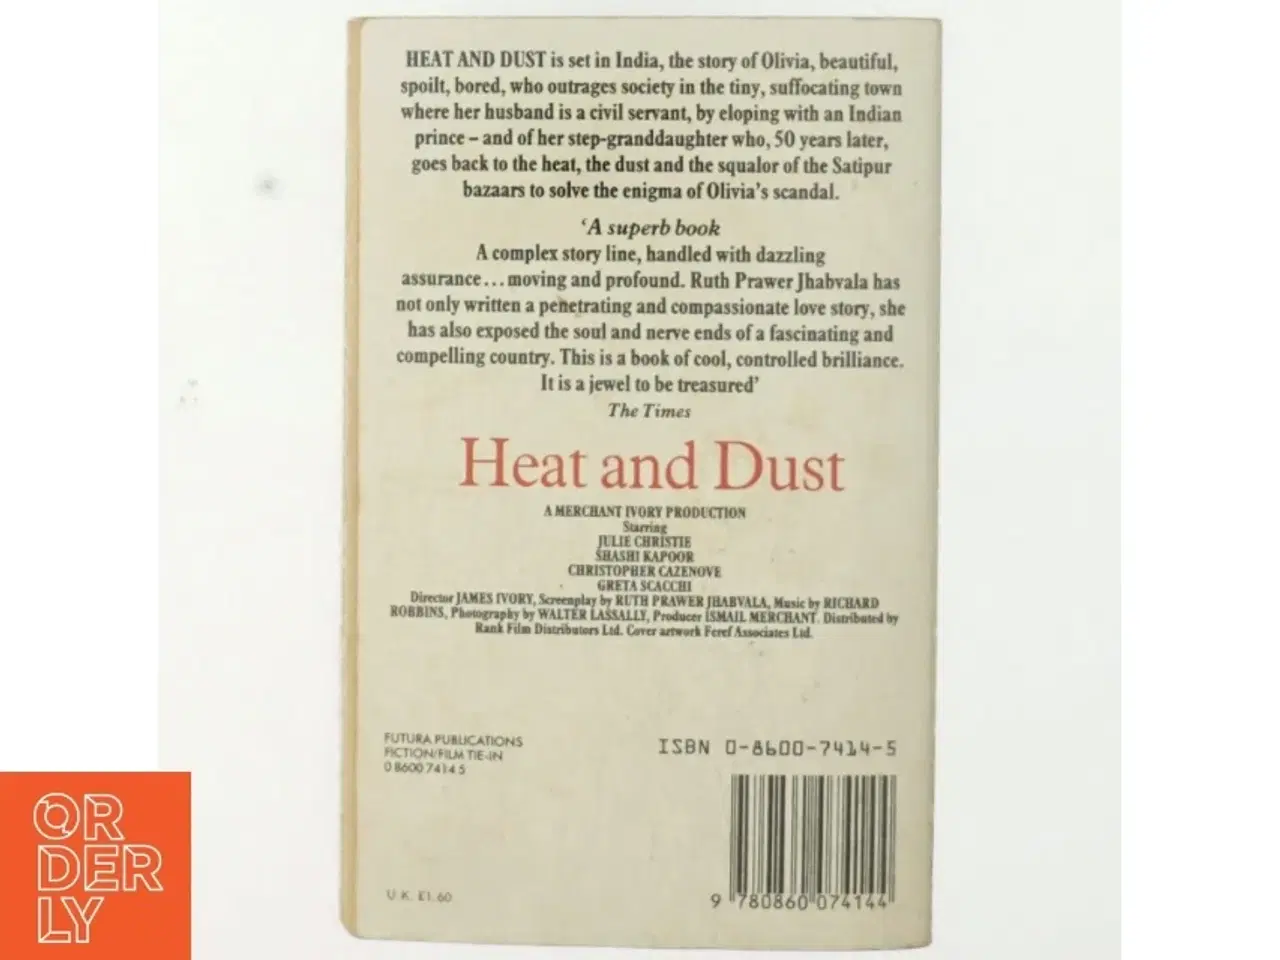 HEAT AND DUST is set in India, the story of Olivia, beautiful,
spoilt, bored, who outrages society in the tiny, suffocating town
where her husband is a civil servant, by eloping with an Indian
prince – and of her step-granddaughter who, 50 years later,
goes back to the heat, the dust and the squalor of the Satipur
bazaars to solve the enigma of Olivia's scandal.
'A superb book
A complex story line, handled with dazzling
assurance...moving and profound. Ruth Prawer Jhabvala has
not only written a penetrating and compassionate love story, she
has also exposed the soul and nerve ends of a fascinating and
compelling country. This is a book of cool, controlled brilliance.
It is a jewel to be treasured'
The Times
Heat and Dust
A MERCHANT IVORY PRODUCTION
Starring
JULIE CHRISTIE
SHASHI KAPOOR
CHRISTOPHER CAZENOVE
GRETA SCACCHI
Director JAMES IVORY, Screenplay by RUTH PRAWER JHABVALA, Music by RICHARD
ROBBINS, Photography by WALTER LASSALLY, Producer ISMAIL MERCHANT. Distributed by
Rank Film Distributors Ltd. Cover artwork Feref Associates Ltd.
FUTURA PUBLICATIONS
FICTION/FILM TIE-IN
0 8600 7414 5
ISBN 0-8600-7414-5
U.K. £1.60
9 780860 074144
OR
DER
LY